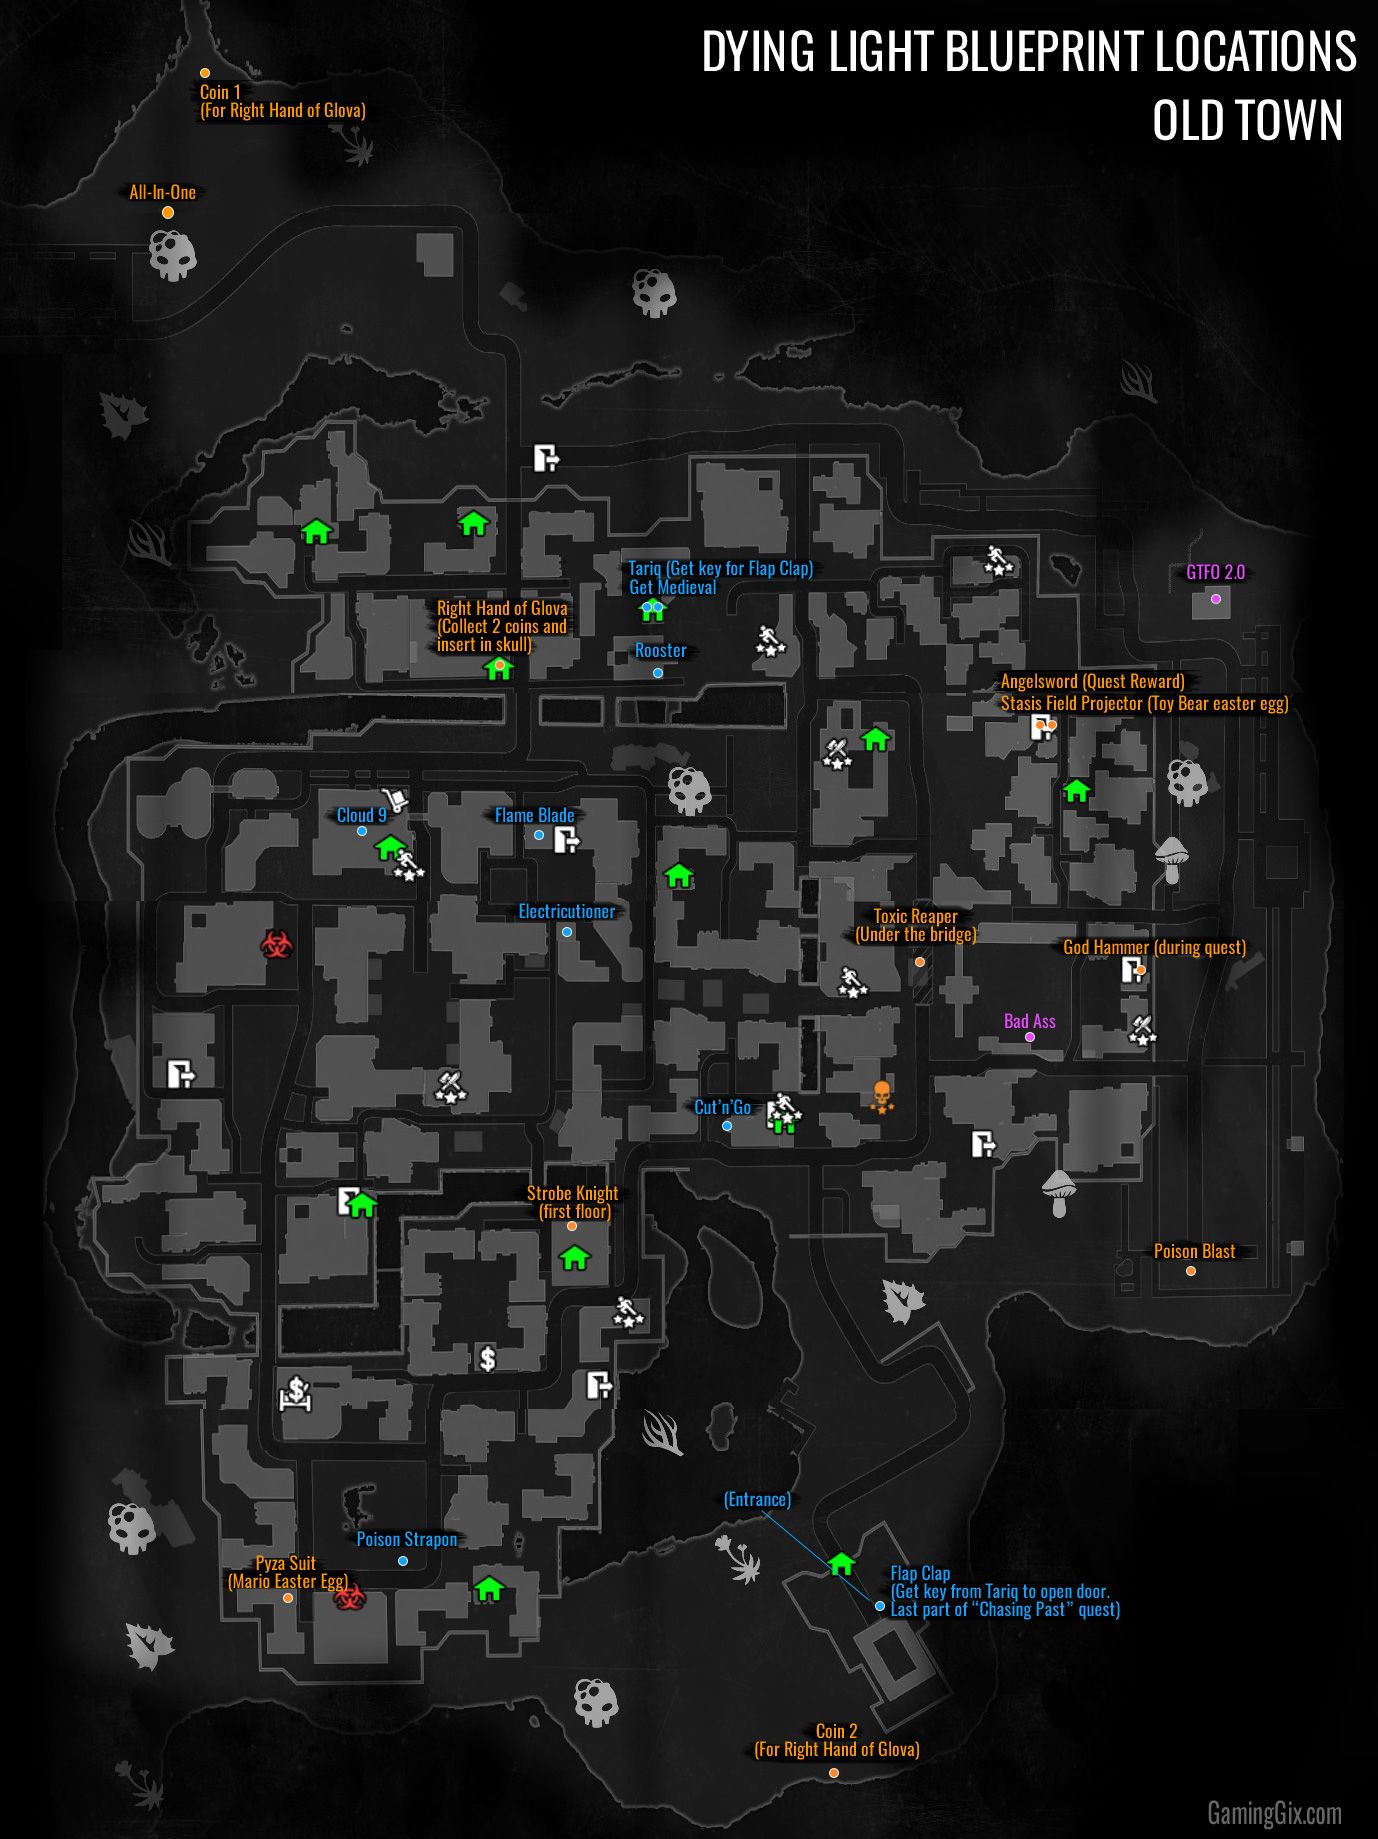 DYING LIGHT BLUEPRINT LOCATIONS
OLD TOWN
Coin 1
(For Right Hand of Glova)
All-In-One
Tariq (Get key for Flap Clap)
Get Medieval
GTFO 2.0
Right Hand of Glova
(Collect 2 coins and
insert in skull)
Rooster
Angelsword (Quest Reward)
Stasis Field Projector (Toy Bear easter egg)
Cloud 9
Flame Blade
Electricutioner
Toxic Reaper
(Under the bridge)
God Hammer (during quest)
Bad Ass
Cut'n'Go
Strobe Knight
(first floor)
Poison Blast
$
$
(Entrance)
Poison Strapon
Pyza Suit
(Mario Easter Egg)
Flap Clap
(Get key from Tariq to open door.
Last part of “Chasing Past” quest)
Coin 2
(For Right Hand of Glova)
GamingGix.com